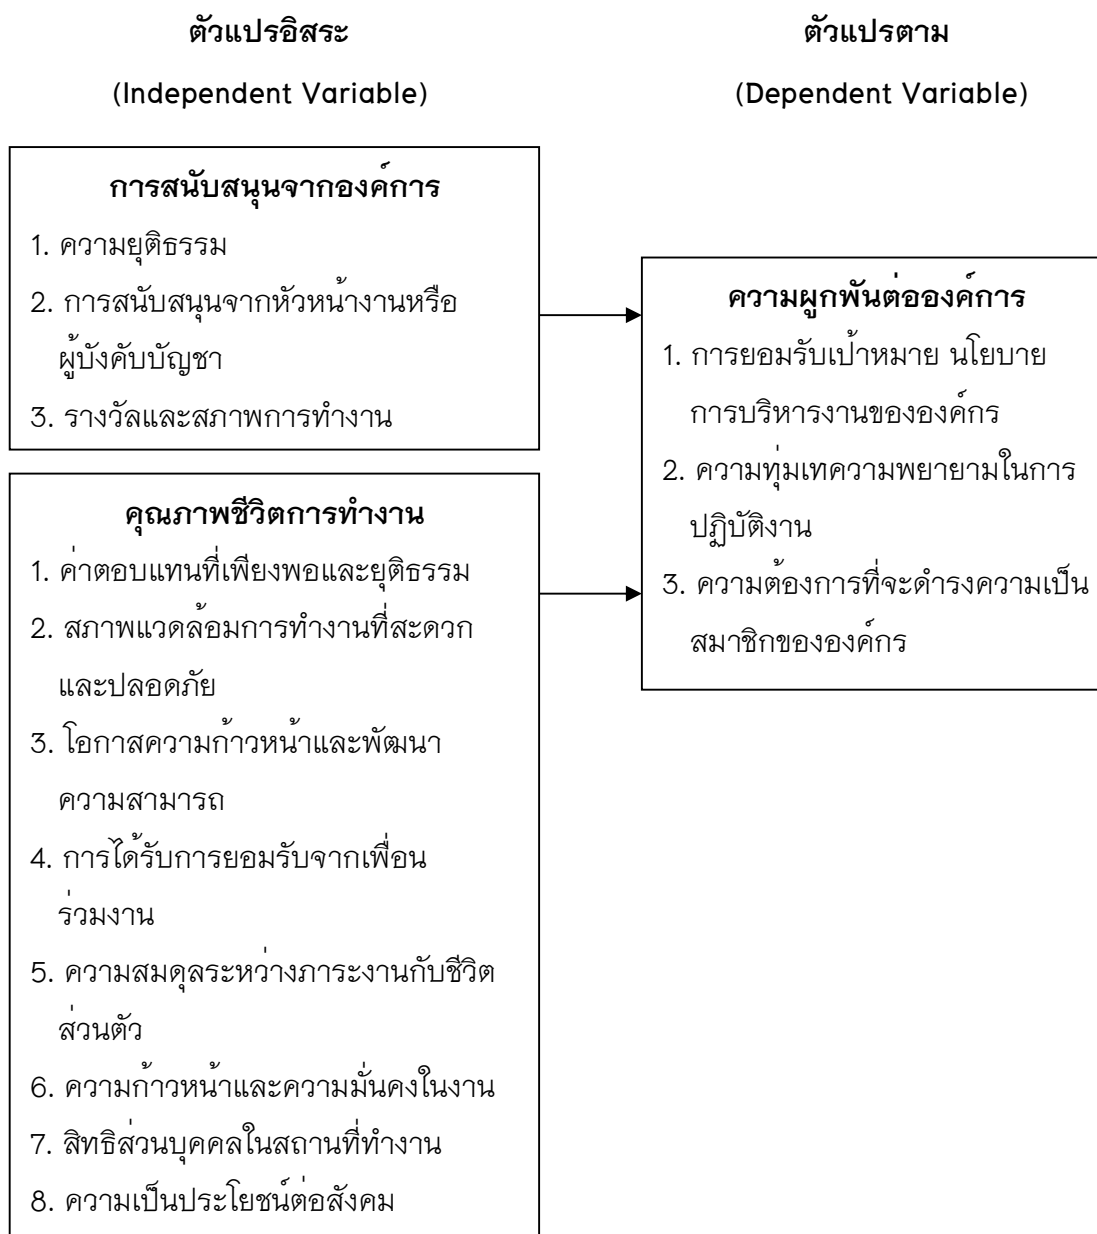 ตัวแปรอิสระ
(Independent Variable)
ตัวแปรตาม
(Dependent Variable)
การสนับสนุนจากองค์การ
1. ความยุติธรรม
2. การสนับสนุนจากหัวหน้างานหรือ
ผู้บังคับบัญชา
3. รางวัลและสภาพการทำงาน
คุณภาพชีวิตการทำงาน
1. ค่าตอบแทนที่เพียงพอและยุติธรรม
2. สภาพแวดล้อมการทำงานที่สะดวก
และปลอดภัย
3. โอกาสความก้าวหน้าและพัฒนา
ความสามารถ
4. การได้รับการยอมรับจากเพื่อน
ร่วมงาน
5. ความสมดุลระหว่างภาระงานกับชีวิต
ส่วนตัว
6. ความก้าวหน้าและความมั่นคงในงาน
7. สิทธิส่วนบุคคลในสถานที่ทำงาน
8. ความเป็นประโยชน์ต่อสังคม
ความผูกพันต่อองค์การ
1. การยอมรับเป้าหมาย นโยบาย
การบริหารงานขององค์กร
2. ความทุ่มเทความพยายามในการ
ปฏิบัติงาน
3. ความต้องการที่จะดำรงความเป็น
สมาชิกขององค์กร